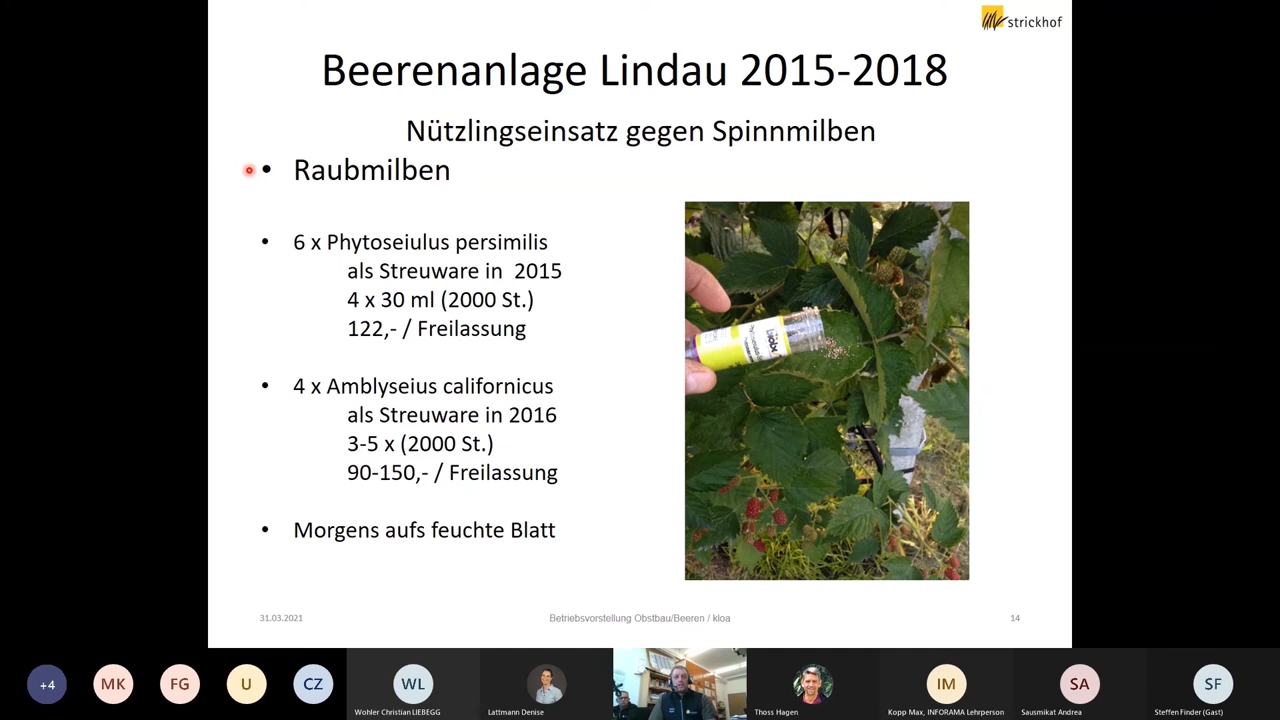 strickhof
Beerenanlage Lindau 2015-2018
Nützlingseinsatz gegen Spinnmilben
• Raubmilben
• 6 x Phytoseiulus persimilis
als Streuware in 2015
4 x 30 ml (2000 St.)
122,- / Freilassung
• 4 x Amblyseius californicus
als Streuware in 2016
3-5 x (2000 St.)
90-150,- / Freilassung
• Morgens aufs feuchte Blatt
31.03.2021
Betriebsvorstellung Obstbau/Beeren / kloa
14
+4
MK
FG
U
CZ
WL
IM
SA
SF
Wohler Christian LIEBEGG
Lattmann Denise
Thoss Hagen
Kopp Max, INFORAMA Lehrperson
Sausmikat Andrea
Steffen Finder (Gast)